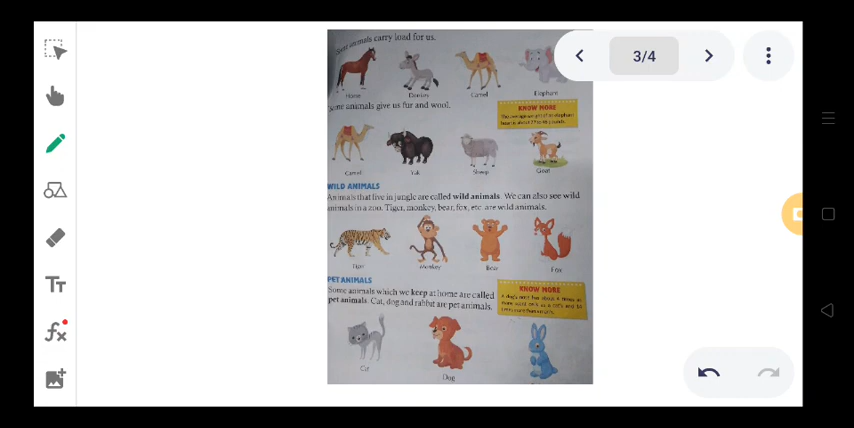 3/4
Some animals carry load for us.
Horse Donkey Camel Elephant
Some animals give us fur and wool.
KNOW MORE
Camel Yak Sheep Goat
WILD ANIMALS
Animals that live in jungle are called wild animals. We can also see wild
animals in a zoo. Tiger, monkey, bear, fox, etc. are wild animals.
Tiger Monkey Bear Fox
PET ANIMALS
Some animals which we keep at home are called
pet animals. Cat, dog and rabbit are pet animals.
KNOW MORE
Cat
Dog
Tт
fx